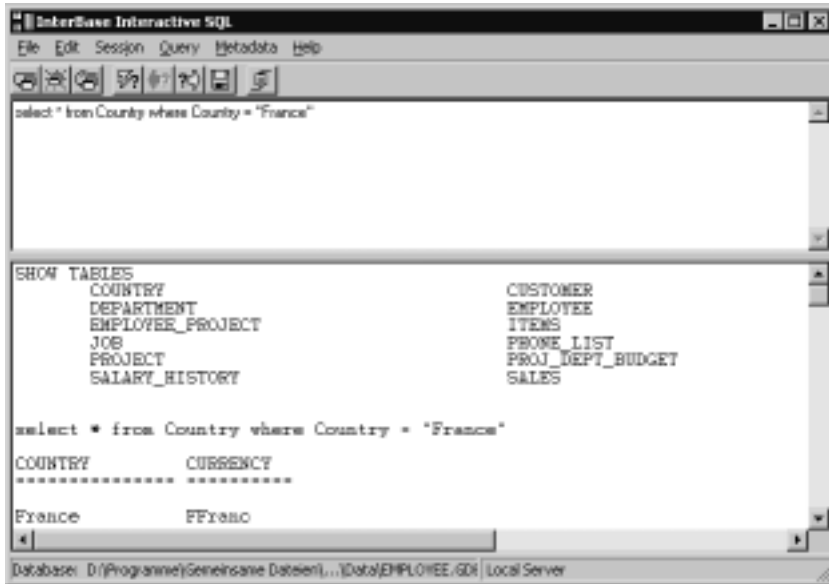 InterBase Interactive SQL
File Edit Session Query Metadata Help
select * from Country where Country = "France"
SHOW TABLES
COUNTRY CUSTOMER
DEPARTMENT EMPLOYEE
EMPLOYEE_PROJECT ITEMS
JOB PHONE_LIST
PROJECT PROJ_DEPT_BUDGET
SALARY_HISTORY SALES
select * from Country where Country = "France"
COUNTRY CURRENCY
=============== ==========
France FFranc
Database: D:\Programme\Gemeinsame Dateien\...\Data\EMPLOYEE.GDB Local Server